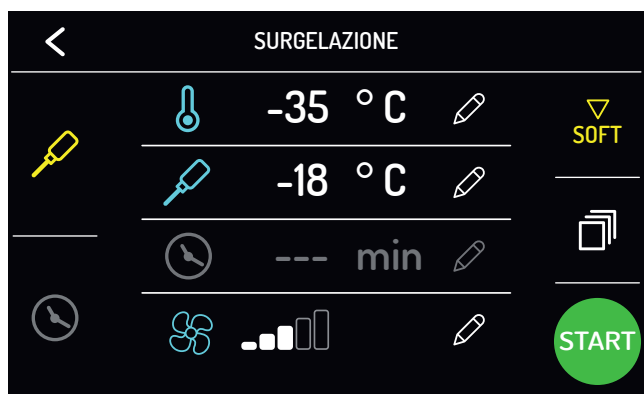 SURGELAZIONE
-35 °C
SOFT
-18 °C
--- min
START